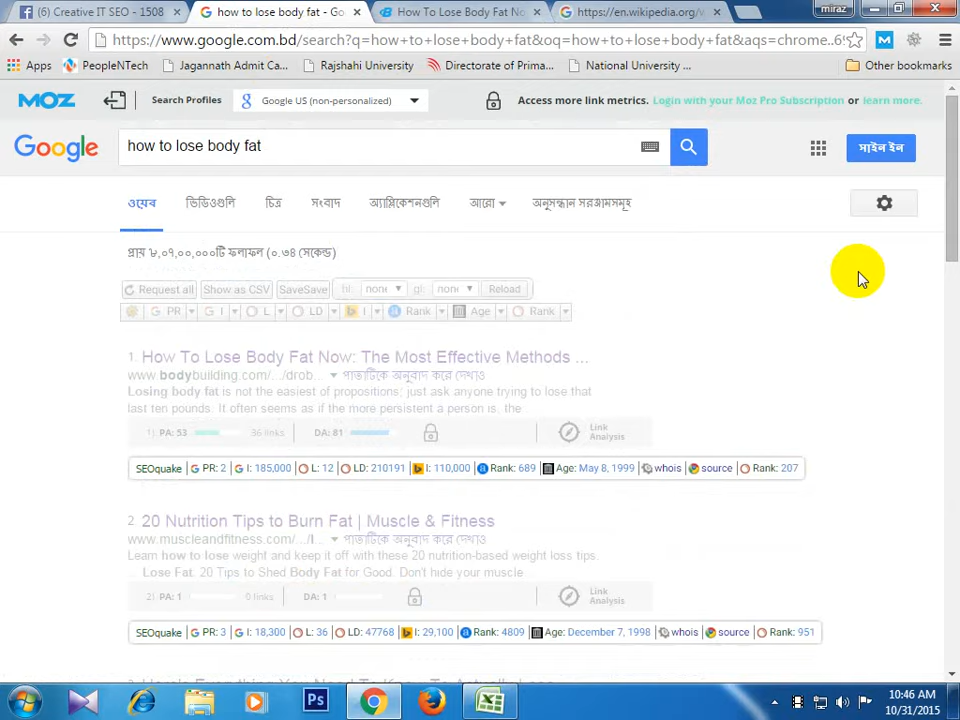 (6) Creative IT SEO - 1508
how to lose body fat - Go
How To Lose Body Fat No
https://en.wikipedia.org/w
miraz
https://www.google.com.bd/search?q=how+to+lose+body+fat&oq=how+to+lose+body+fat&aqs=chrome..6
Apps
PeopleNTech
Jagannath Admit Ca...
Rajshahi University
Directorate of Prima...
National University ...
Other bookmarks
MOZ
Search Profiles
Google US (non-personalized)
Access more link metrics. Login with your Moz Pro Subscription or learn more.
Google
how to lose body fat
সাইন ইন
ওয়েব
ভিডিওগুলি
চিত্র
সংবাদ
অ্যাপ্লিকেশনগুলি
আরো
অনুসন্ধান সরঞ্জামসমূহ
প্রায় ৮,০৭,০০,০০০টি ফলাফল (০.৩৪ সেকেন্ড)
Request all
Show as CSV
SaveSave
hl: none
gl: none
Reload
G PR
G I
L
LD
I
Rank
Age
Rank
1. How To Lose Body Fat Now: The Most Effective Methods ...
www.bodybuilding.com/.../drob... পাতাটিকে অনুবাদ করে দেখাও
Losing body fat is not the easiest of propositions; just ask anyone trying to lose that
last ten pounds. It often seems as if the more persistent a person is, the
1) PA: 53
36 links
DA: 81
Link Analysis
SEOquake G PR: 2 G I: 185,000 L: 12 LD: 210191 I: 110,000 Rank: 689 Age: May 8, 1999 whois source Rank: 207
2. 20 Nutrition Tips to Burn Fat | Muscle & Fitness
www.muscleandfitness.com/.../l... পাতাটিকে অনুবাদ করে দেখাও
Learn how to lose weight and keep it off with these 20 nutrition-based weight loss tips.
... Lose Fat. 20 Tips to Shed Body Fat for Good. Don't hide your muscle
2) PA: 1
0 links
DA: 1
Link Analysis
SEOquake G PR: 3 G I: 18,300 L: 36 LD: 47768 I: 29,100 Rank: 4809 Age: December 7, 1998 whois source Rank: 951
Ps
10:46 AM
10/31/2015